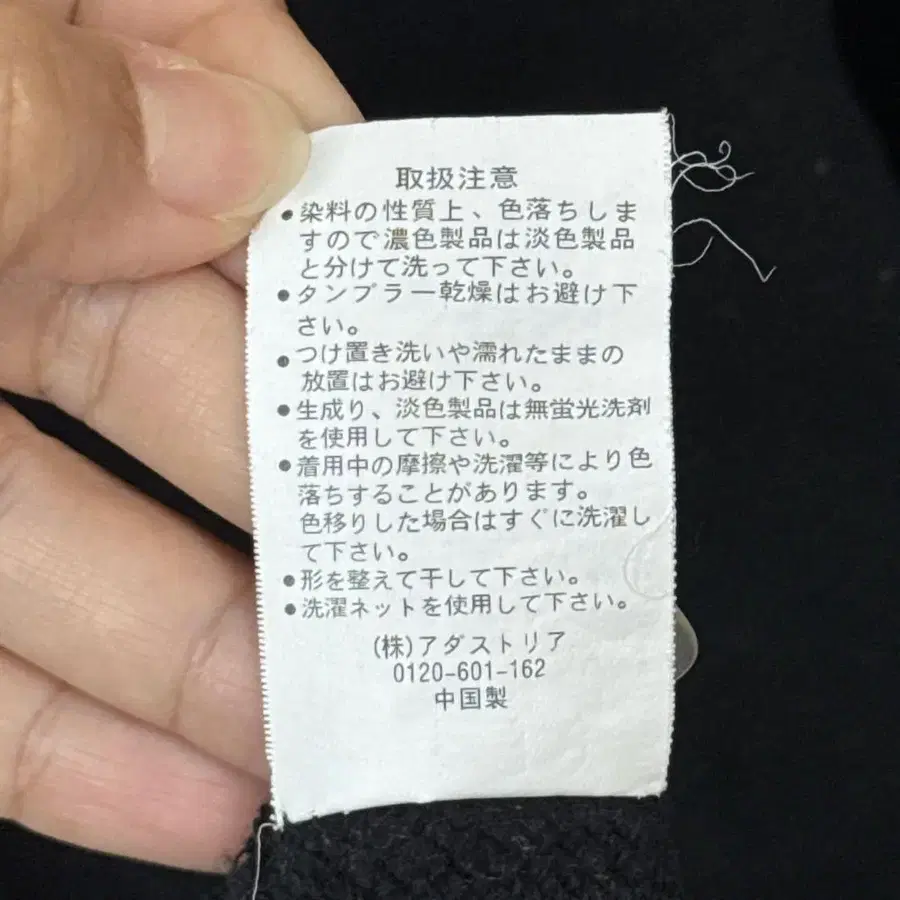 取扱注意
●染料の性質上、色落ちしま
すので濃色製品は淡色製品
と分けて洗って下さい。
●タンブラー乾燥はお避け下
さい。
●つけ置き洗いや濡れたままの
放置はお避け下さい。
●生成り、淡色製品は無蛍光洗剤
を使用して下さい。
●着用中の摩擦や洗濯等により色
落ちすることがあります。
色移りした場合はすぐに洗濯し
て下さい。
●形を整えて干して下さい。
●洗濯ネットを使用して下さい。
(株)アダストリア
0120-601-162
中国製